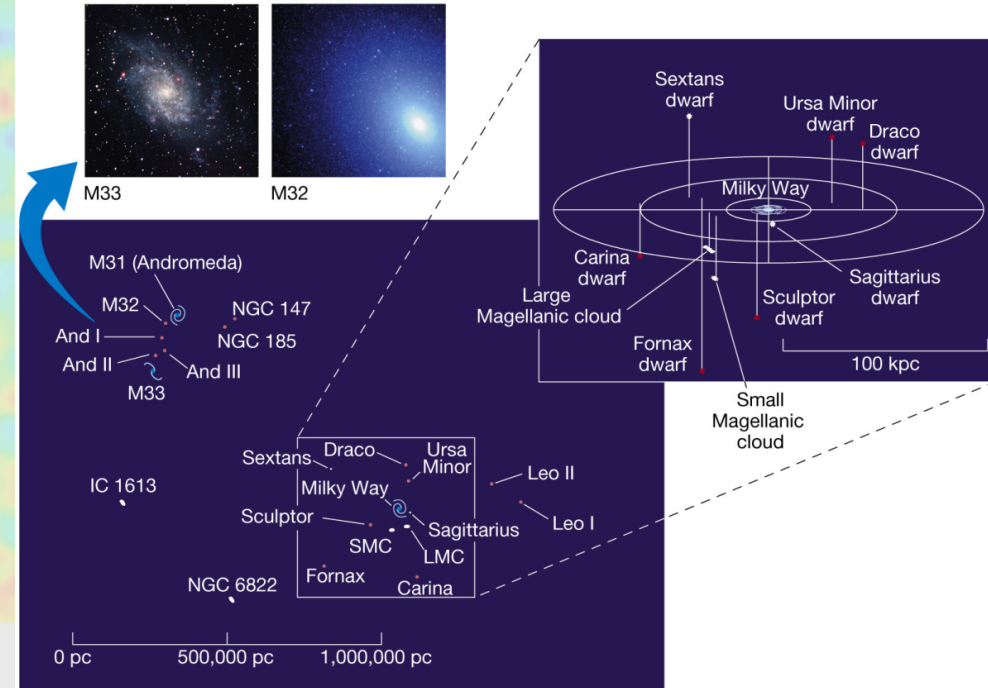 M33
M32
M31 (Andromeda)
M32
NGC 147
And I
NGC 185
And II
And III
M33
IC 1613
NGC 6822
Sextans
Draco
Ursa
Minor
Milky Way
Leo II
Leo I
Sculptor
Sagittarius
SMC
LMC
Fornax
Carina
0 pc
500,000 pc
1,000,000 pc
Sextans
dwarf
Ursa Minor
dwarf
Draco
dwarf
Milky Way
Carina
dwarf
Large
Magellanic cloud
Sagittarius
dwarf
Sculptor
dwarf
Fornax
dwarf
100 kpc
Small
Magellanic
cloud